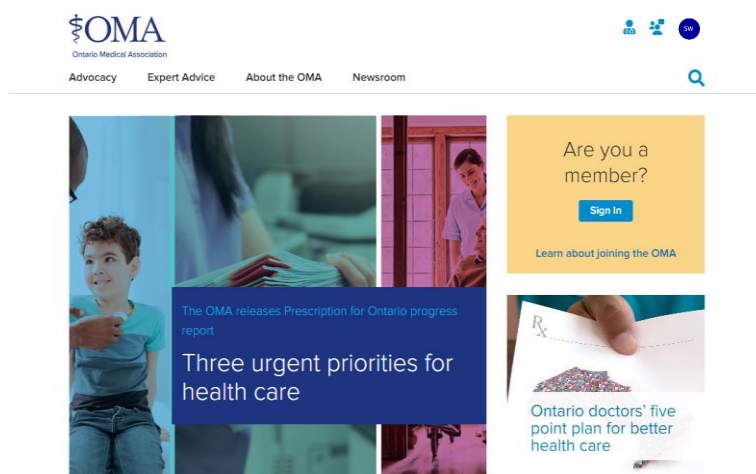 OMA
Ontario Medical Association
SW
Advocacy
Expert Advice
About the OMA
Newsroom
The OMA releases Prescription for Ontario progress
report
Three urgent priorities for
health care
Are you a
member?
Sign In
Learn about joining the OMA
Rx
Ontario doctors' five
point plan for better
health care